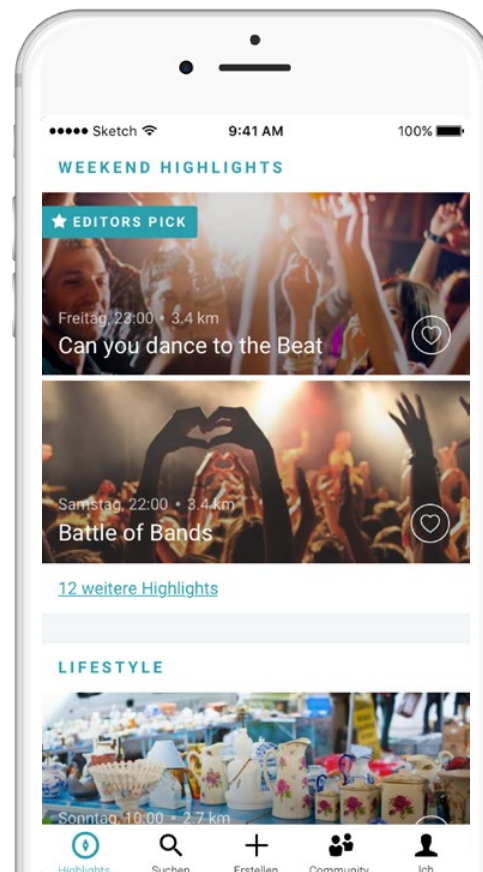 Sketch
9:41 AM
100%
WEEKEND HIGHLIGHTS
EDITORS PICK
Freitag, 23:00 • 3.4 km
Can you dance to the Beat
Samstag, 22:00 • 3.4 km
Battle of Bands
12 weitere Highlights
LIFESTYLE
Sonntag, 10:00 • 2.7 km
Highlights
Suchen
Erstellen
Community
Ich